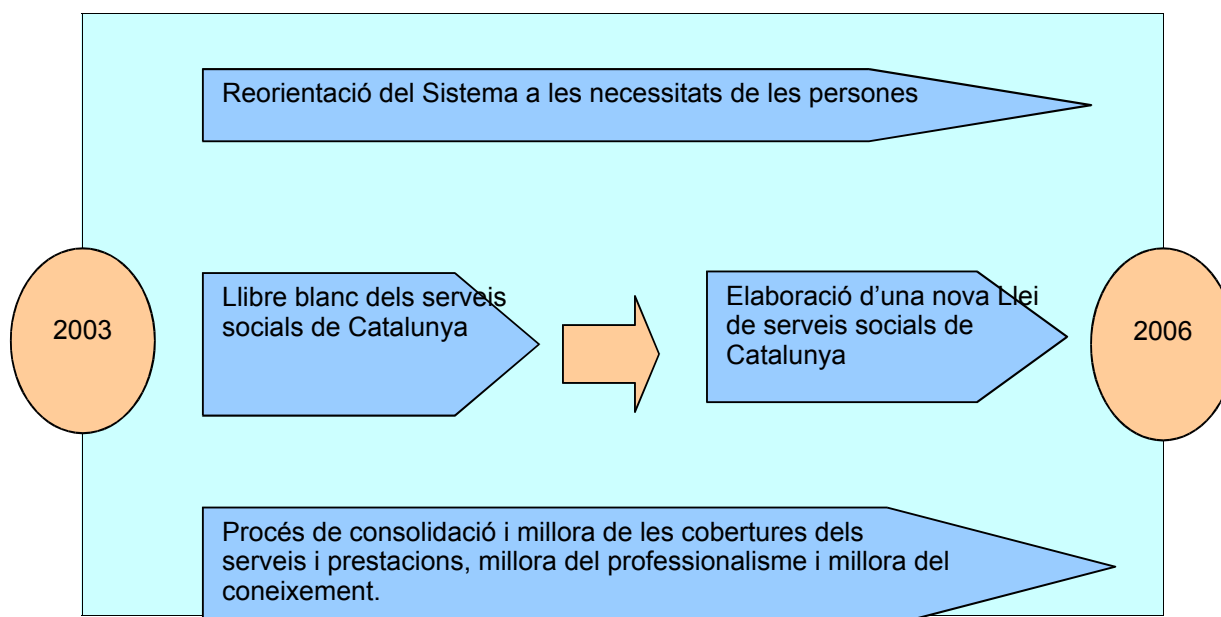 Reorientació del Sistema a les necessitats de les persones
2003
Llibre blanc dels serveis
socials de Catalunya
Elaboració d’una nova Llei
de serveis socials de
Catalunya
2006
Procés de consolidació i millora de les cobertures dels
serveis i prestacions, millora del professionalisme i millora del
coneixement.